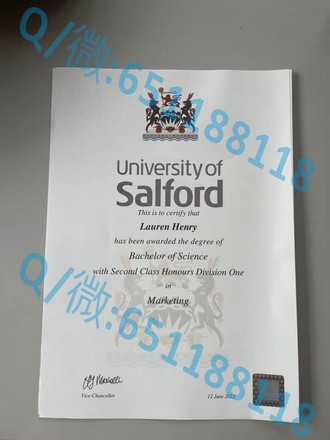 Q/微:651188118
University of
Salford
This is to certify that
Lauren Henry
has been awarded the degree of
Bachelor of Science
with Second Class Honours Division One
in
Marketing
Q/微:651188118
Vice-Chancellor
12 June 2023